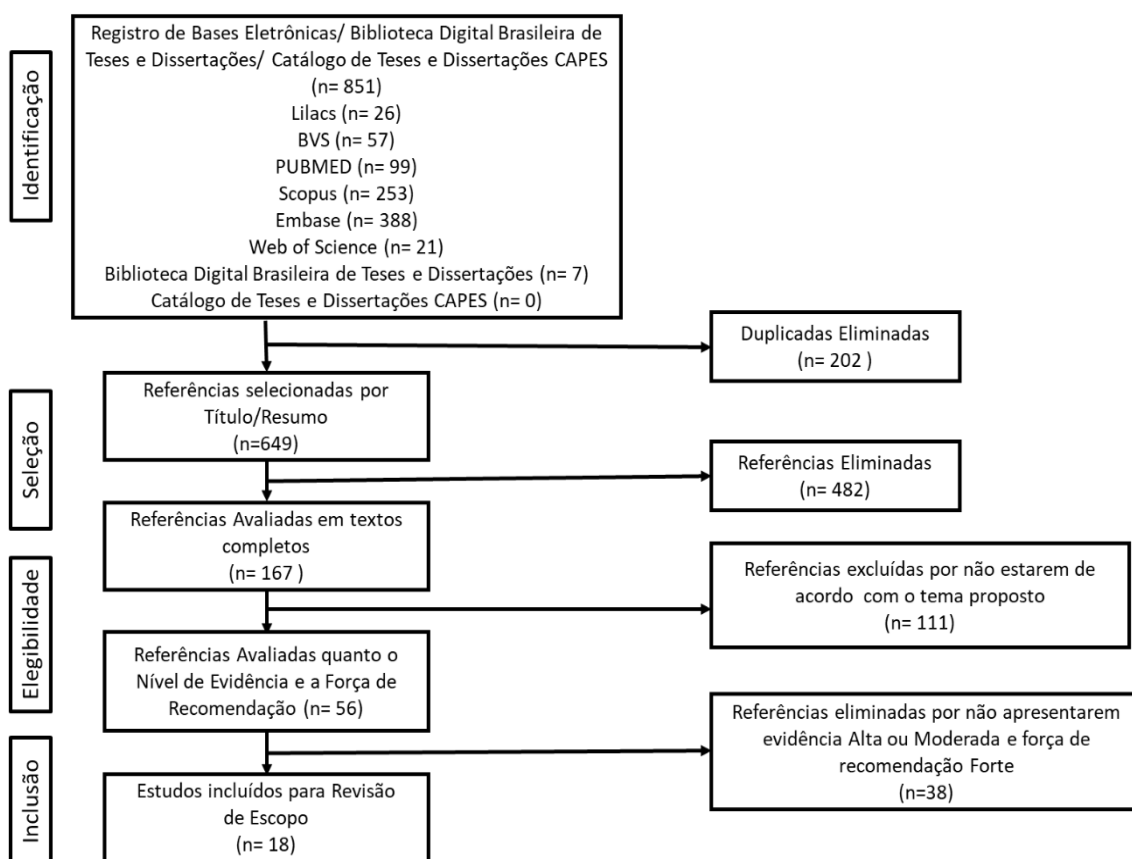 Identificação
Registro de Bases Eletrônicas/ Biblioteca Digital Brasileira de
Teses e Dissertações/ Catálogo de Teses e Dissertações CAPES
(n= 851)
Lilacs (n= 26)
BVS (n= 57)
PUBMED (n= 99)
Scopus (n= 253)
Embase (n= 388)
Web of Science (n= 21)
Biblioteca Digital Brasileira de Teses e Dissertações (n= 7)
Catálogo de Teses e Dissertações CAPES (n= 0)
Duplicadas Eliminadas
(n= 202 )
Seleção
Referências selecionadas por
Título/Resumo
(n=649)
Referências Eliminadas
(n= 482)
Referências Avaliadas em textos
completos
(n= 167 )
Elegibilidade
Referências excluídas por não estarem de
acordo com o tema proposto
(n= 111)
Referências Avaliadas quanto o
Nível de Evidência e a Força de
Recomendação (n= 56)
Referências eliminadas por não apresentarem
evidência Alta ou Moderada e força de
recomendação Forte
(n=38)
Inclusão
Estudos incluídos para Revisão
de Escopo
(n= 18)